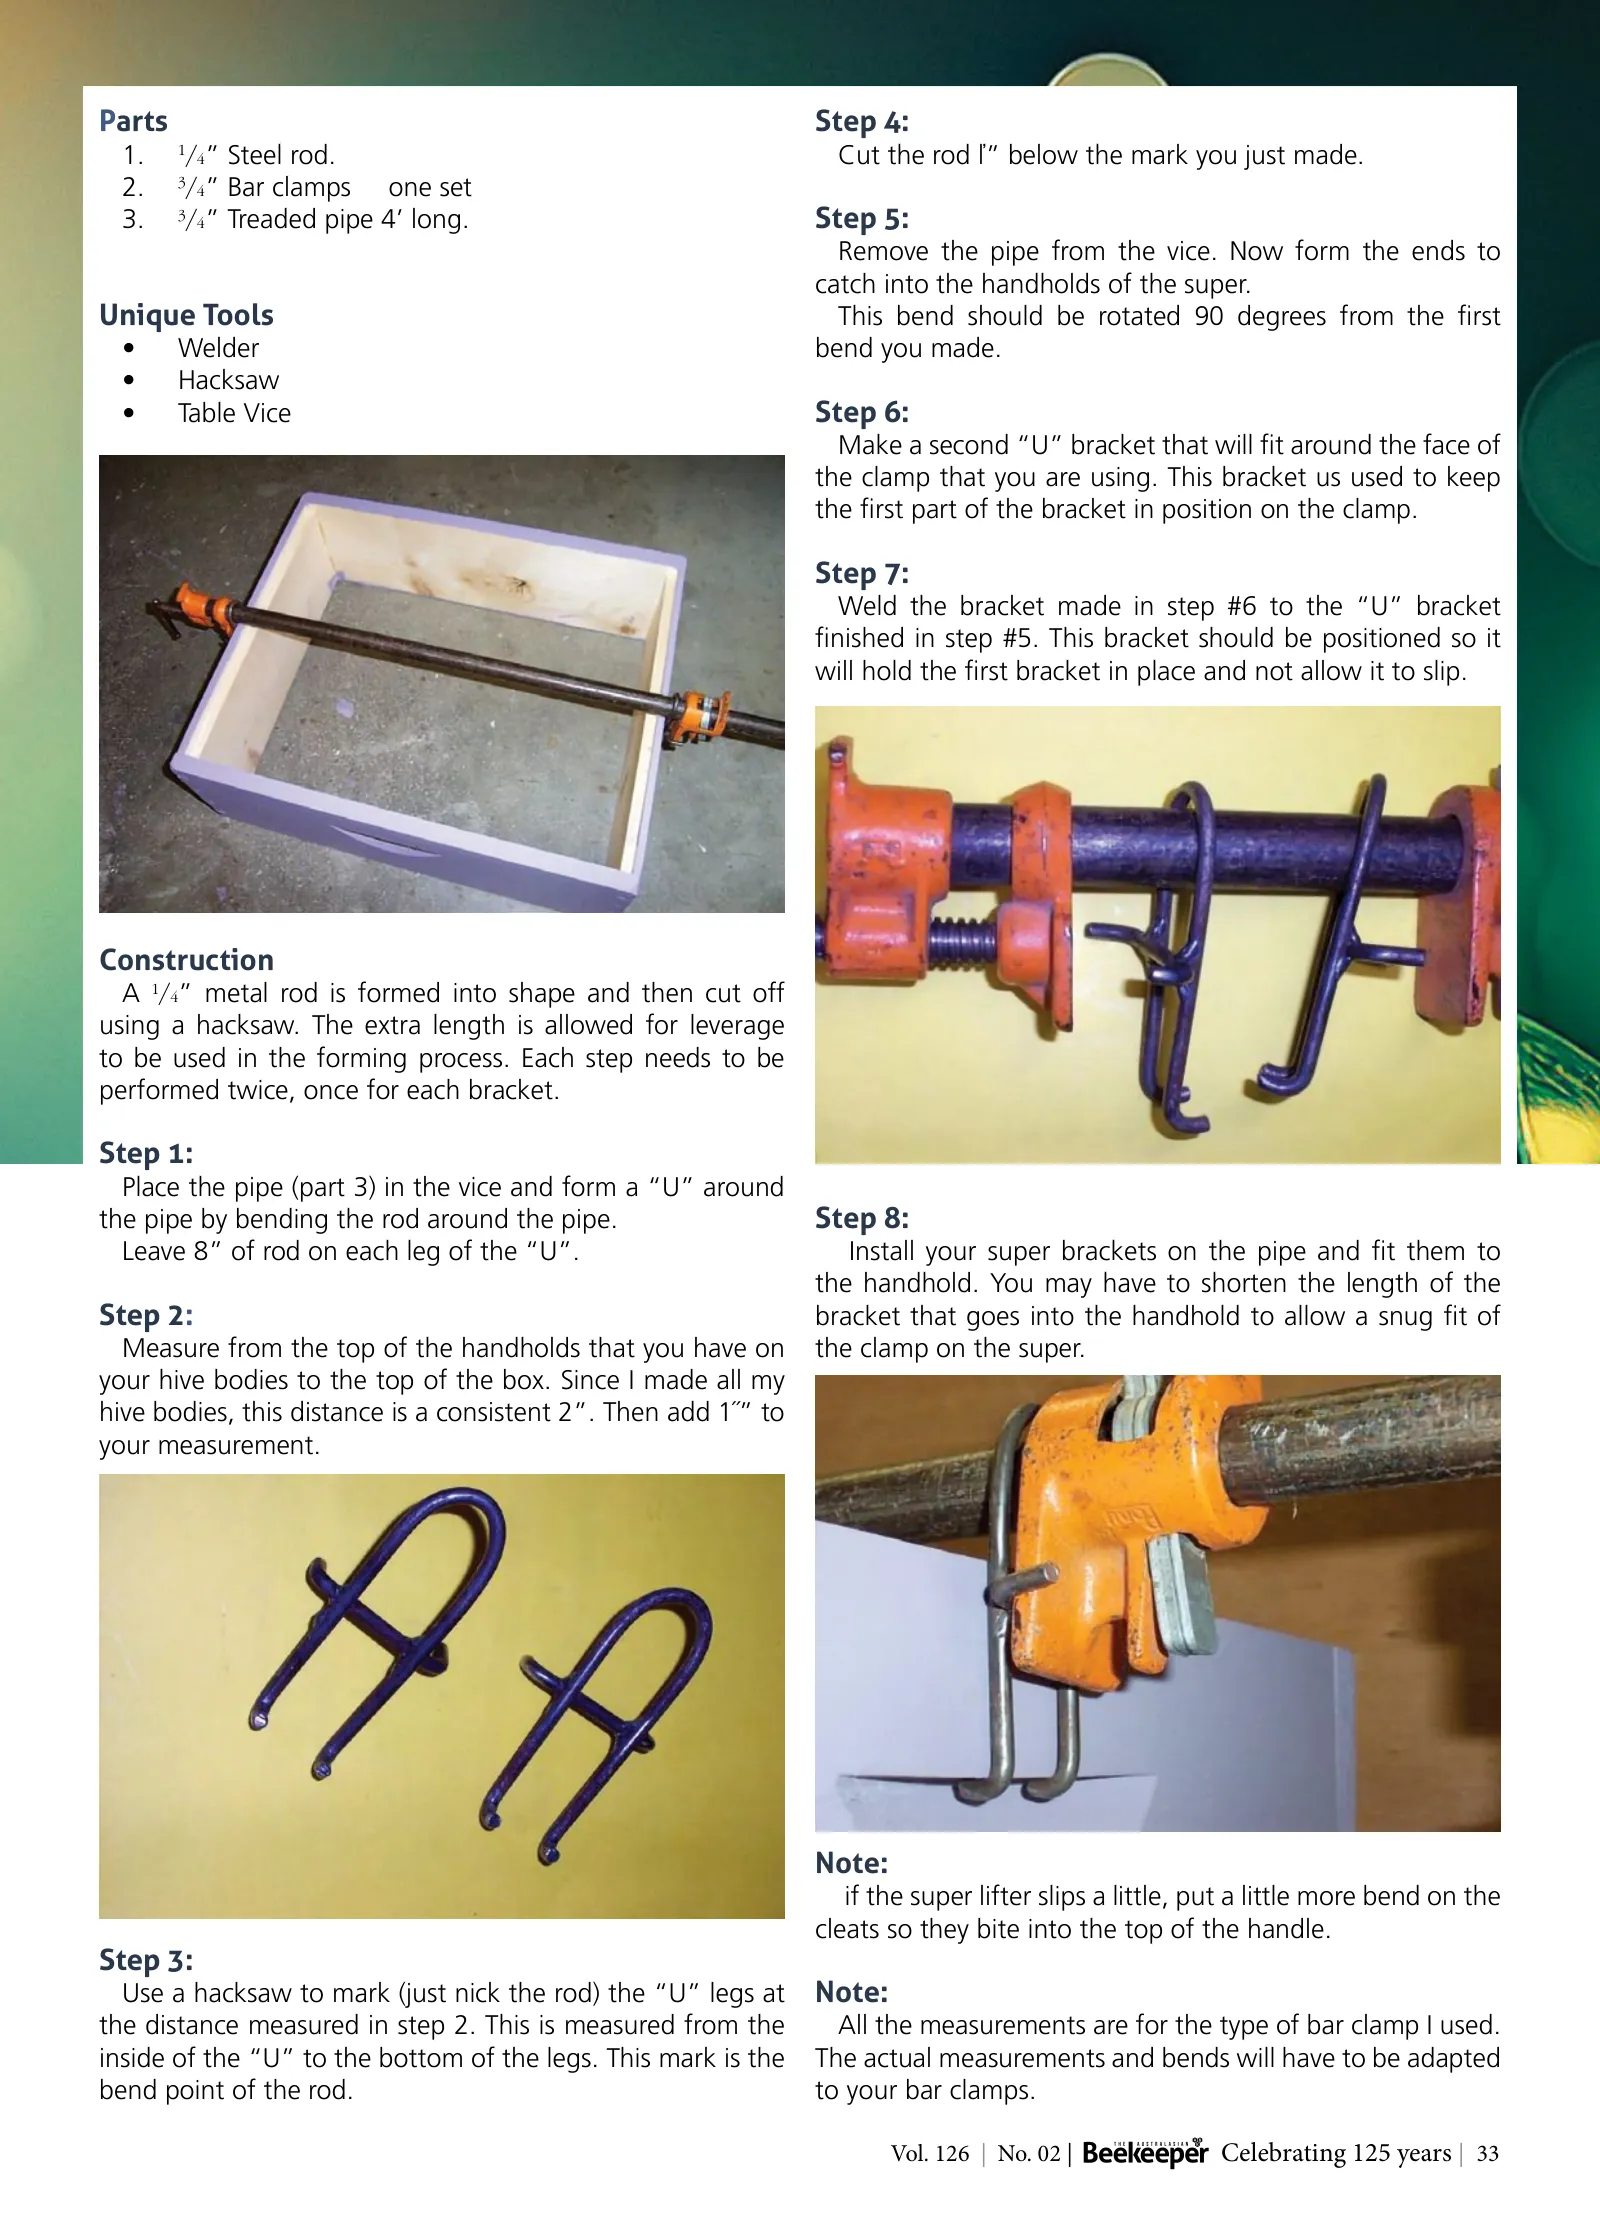 Parts
1. 1/4” Steel rod.
2. 3/4” Bar clamps one set
3. 3/4” Treaded pipe 4’ long.
Unique Tools
• Welder
• Hacksaw
• Table Vice
Construction
A 1/4” metal rod is formed into shape and then cut off
using a hacksaw. The extra length is allowed for leverage
to be used in the forming process. Each step needs to be
performed twice, once for each bracket.
Step 1:
Place the pipe (part 3) in the vice and form a “U” around
the pipe by bending the rod around the pipe.
Leave 8” of rod on each leg of the “U”.
Step 2:
Measure from the top of the handholds that you have on
your hive bodies to the top of the box. Since I made all my
hive bodies, this distance is a consistent 2”. Then add 1˝” to
your measurement.
Step 3:
Use a hacksaw to mark (just nick the rod) the “U” legs at
the distance measured in step 2. This is measured from the
inside of the “U” to the bottom of the legs. This mark is the
bend point of the rod.
Step 4:
Cut the rod ľ” below the mark you just made.
Step 5:
Remove the pipe from the vice. Now form the ends to
catch into the handholds of the super.
This bend should be rotated 90 degrees from the first
bend you made.
Step 6:
Make a second “U” bracket that will fit around the face of
the clamp that you are using. This bracket us used to keep
the first part of the bracket in position on the clamp.
Step 7:
Weld the bracket made in step #6 to the “U” bracket
finished in step #5. This bracket should be positioned so it
will hold the first bracket in place and not allow it to slip.
Step 8:
Install your super brackets on the pipe and fit them to
the handhold. You may have to shorten the length of the
bracket that goes into the handhold to allow a snug fit of
the clamp on the super.
Note:
if the super lifter slips a little, put a little more bend on the
cleats so they bite into the top of the handle.
Note:
All the measurements are for the type of bar clamp I used.
The actual measurements and bends will have to be adapted
to your bar clamps.
Vol. 126 | No. 02 | THE AUSTRALASIAN Beekeeper Celebrating 125 years | 33